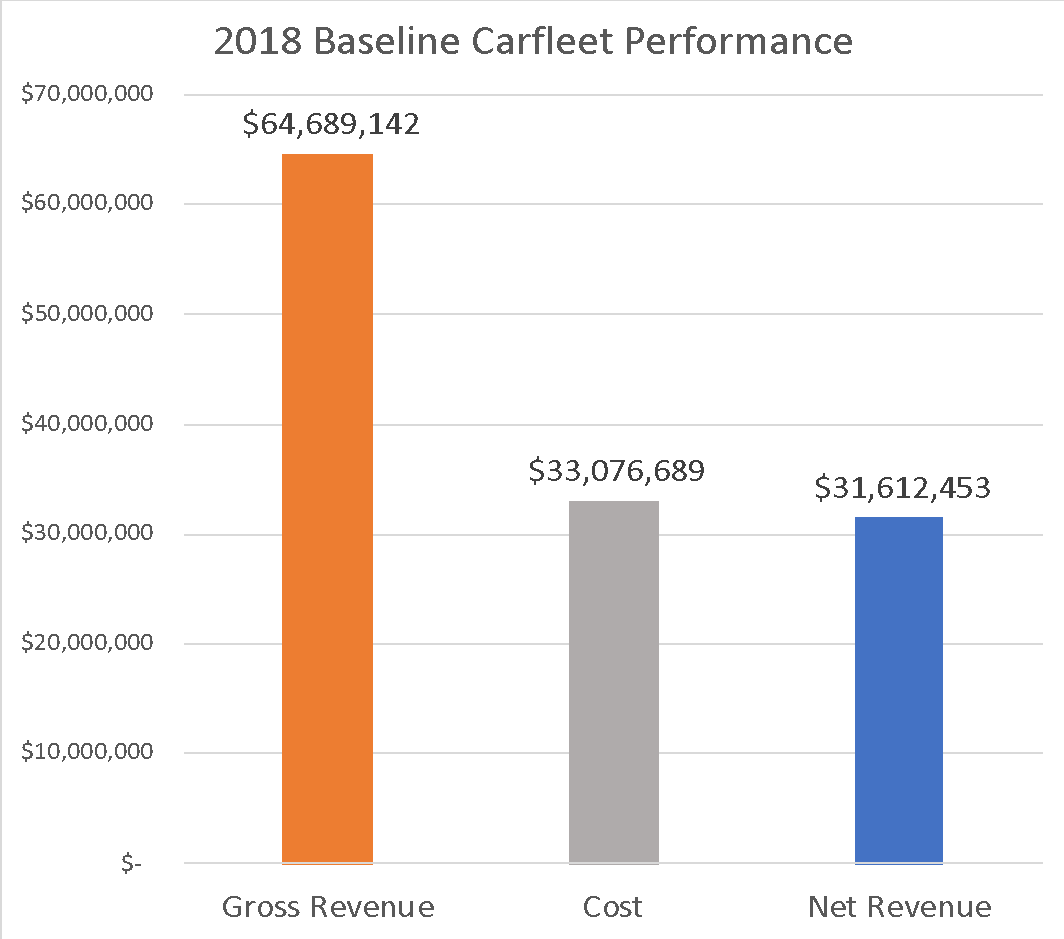 2018 Baseline Carfleet Performance
$70,000,000
$64,689,142
$60,000,000
$50,000,000
$40,000,000
$33,076,689
$31,612,453
$30,000,000
$20,000,000
$10,000,000
$-
Gross Revenue
Cost
Net Revenue